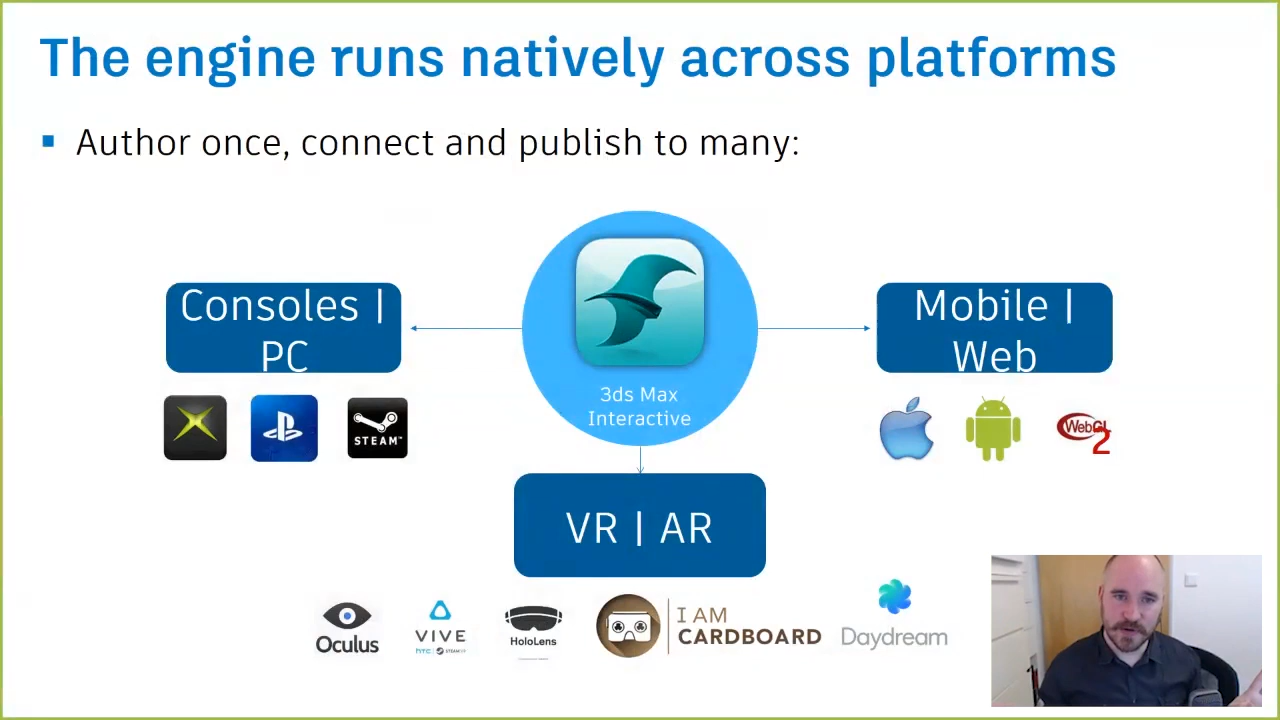 The engine runs natively across platforms
Author once, connect and publish to many:
3ds Max
Interactive
Consoles |
PC
Mobile |
Web
STEAM™
WebGL
2
VR | AR
Oculus
VIVE
HoloLens
I AM
CARDBOARD
Daydream